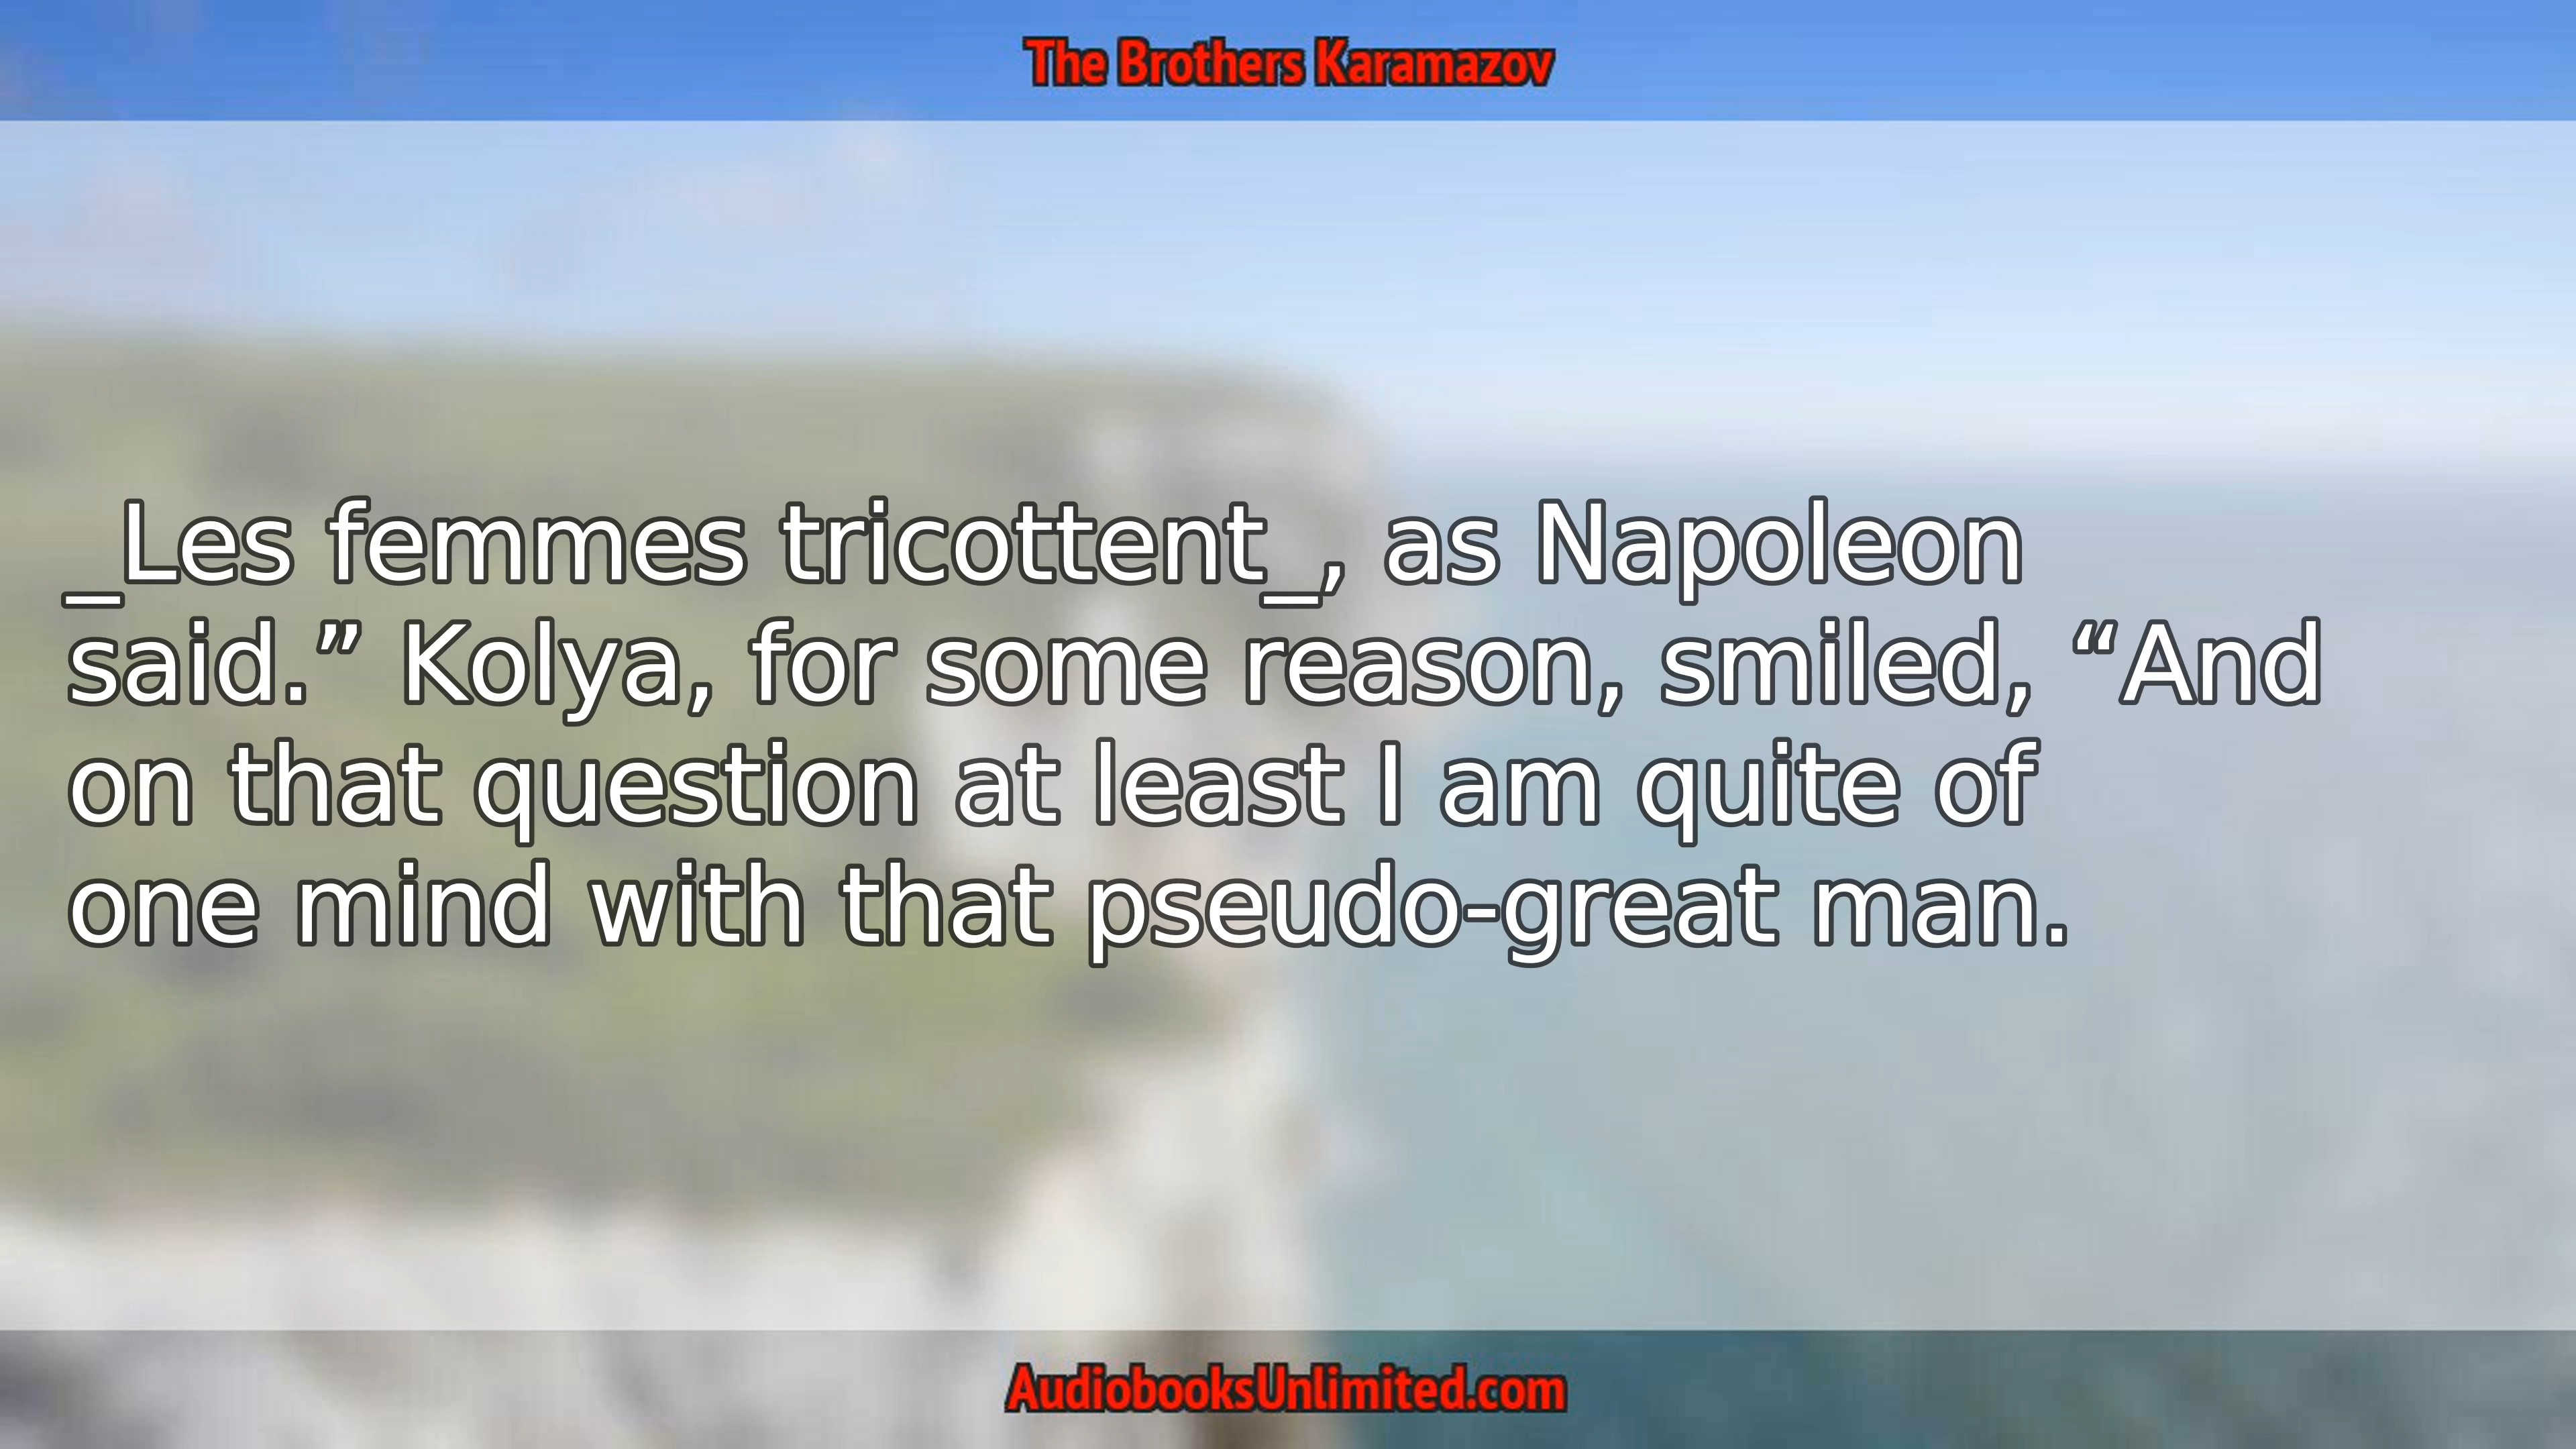 The Brothers Karamazov
_Les femmes tricottent_, as Napoleon
said.” Kolya, for some reason, smiled, “And
on that question at least I am quite of
one mind with that pseudo-great man.
AudiobooksUnlimited.com